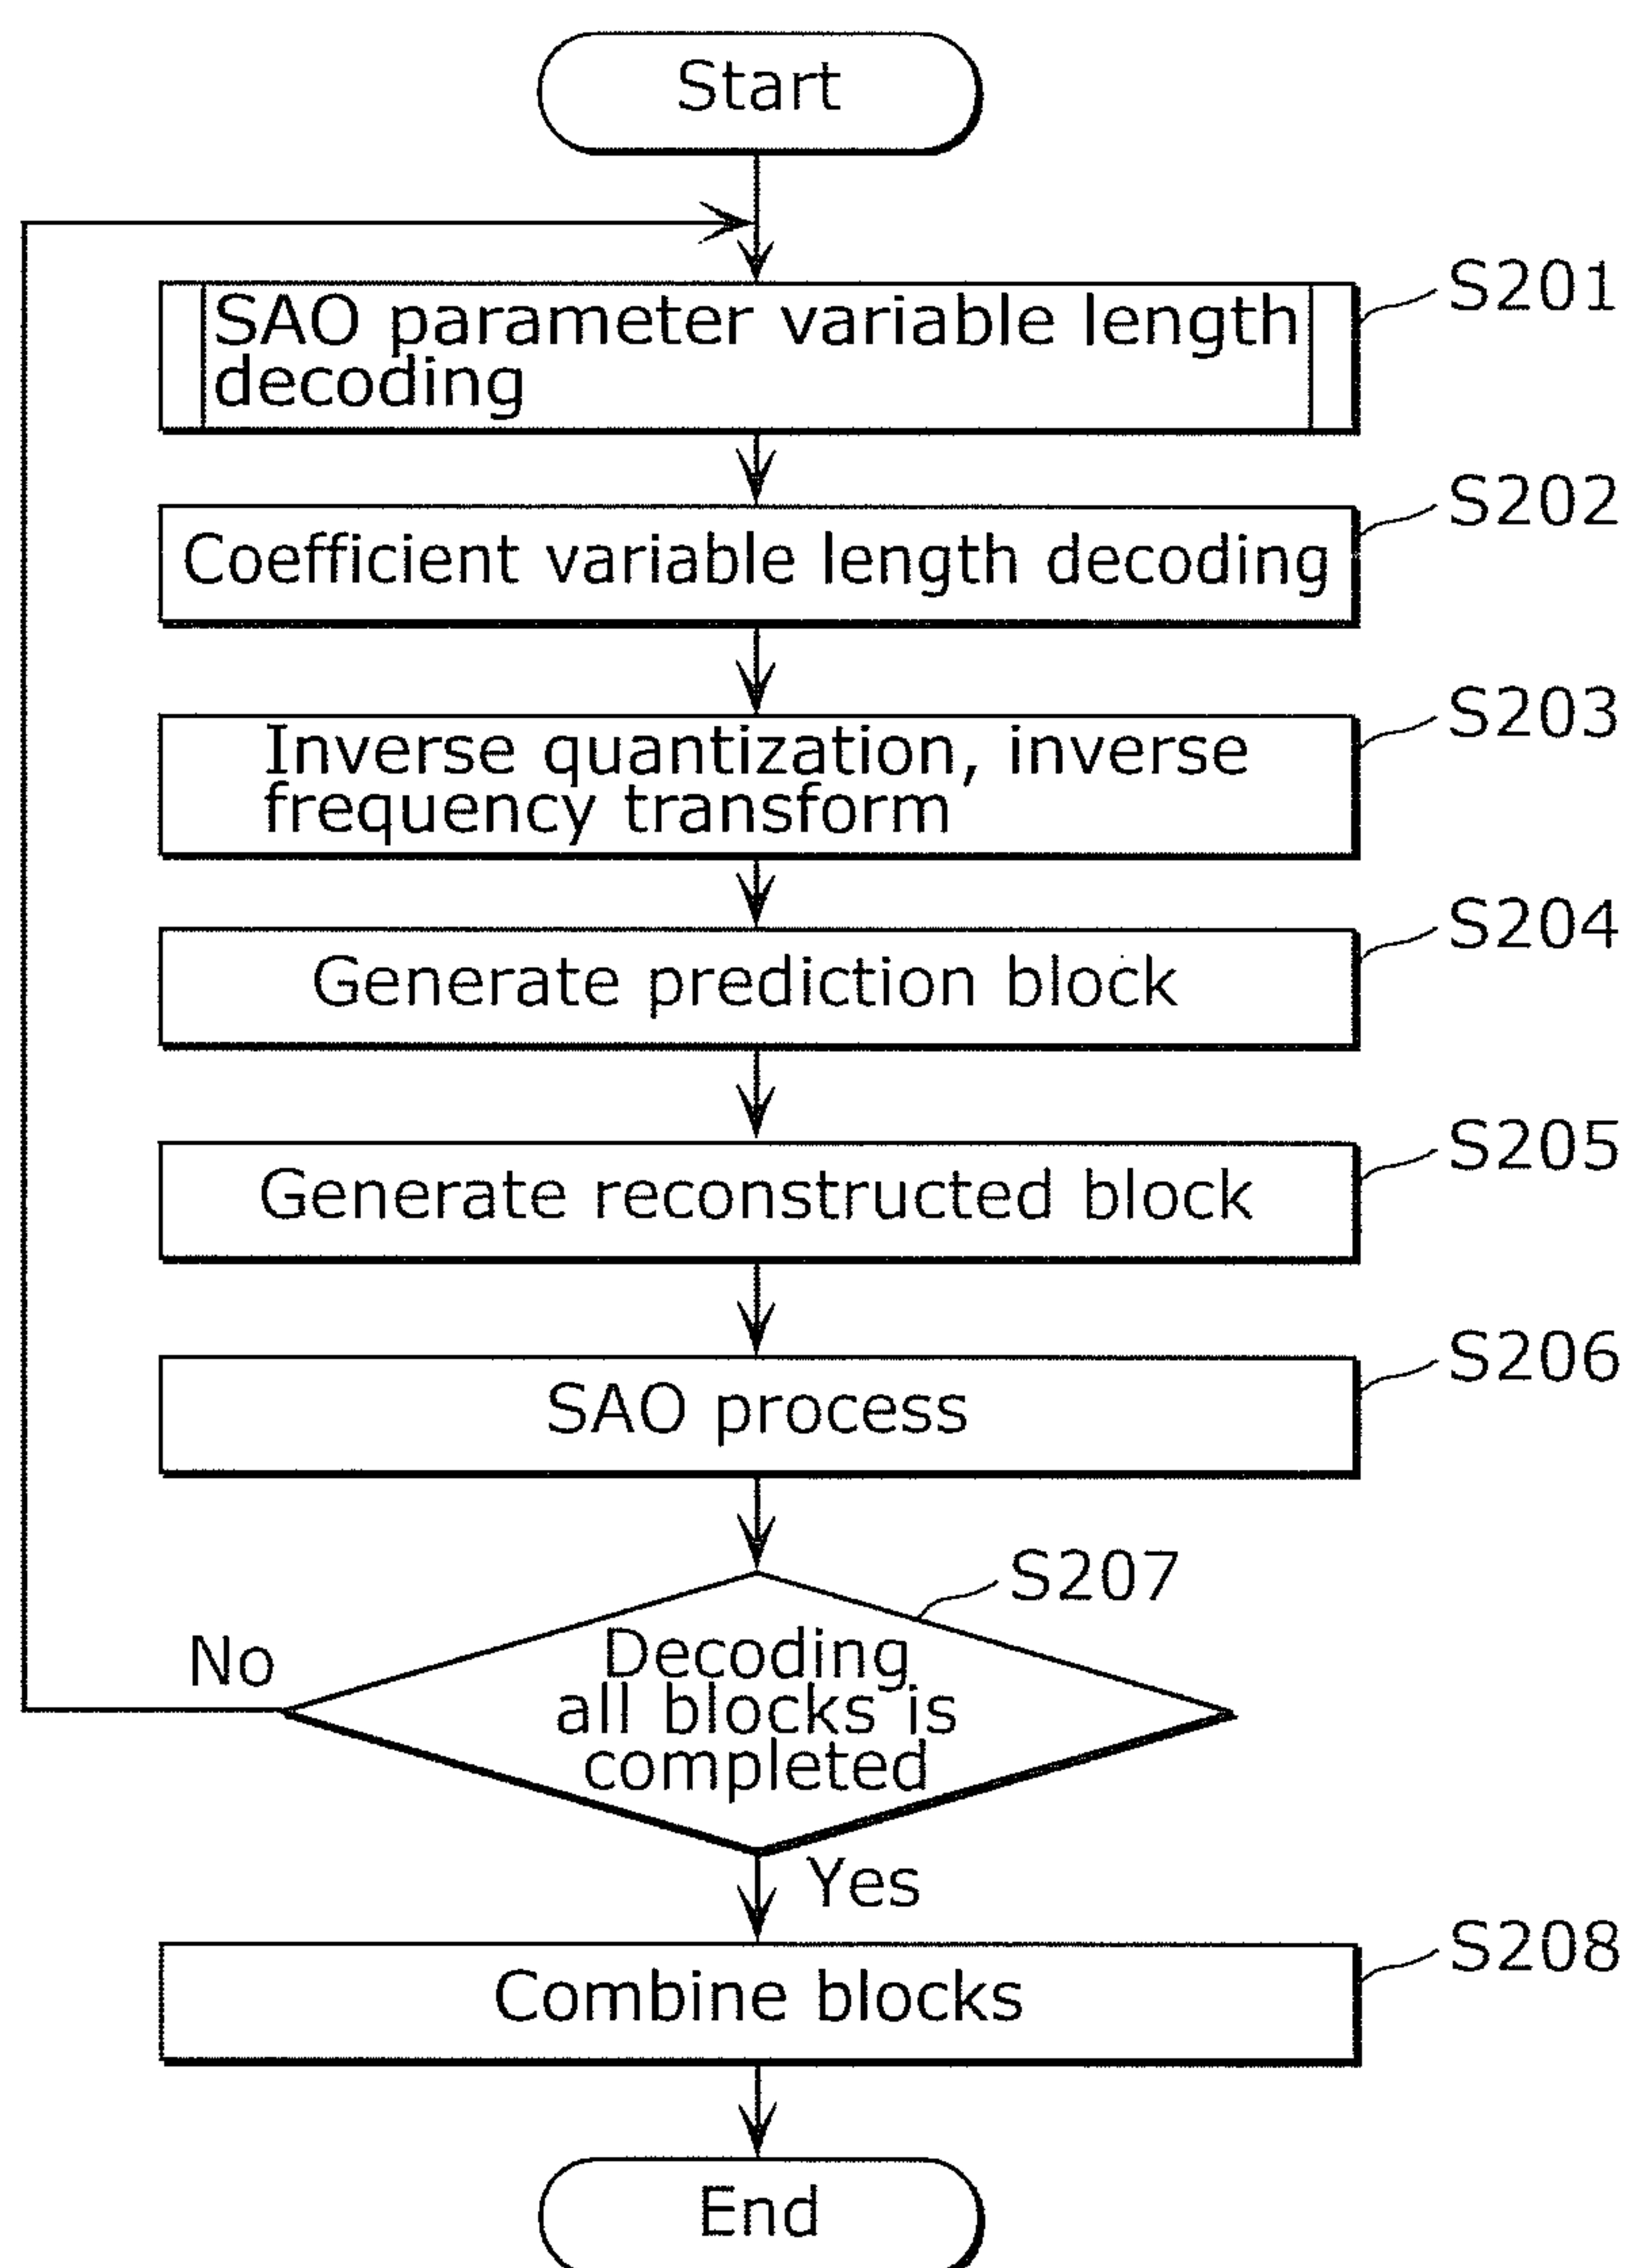 Start
SAO parameter variable length
decoding
S201
Coefficient variable length decoding
S202
Inverse quantization, inverse
frequency transform
S203
Generate prediction block
S204
Generate reconstructed block
S205
SAO process
S206
Decoding
all blocks is
completed
S207
No
Yes
Combine blocks
S208
End